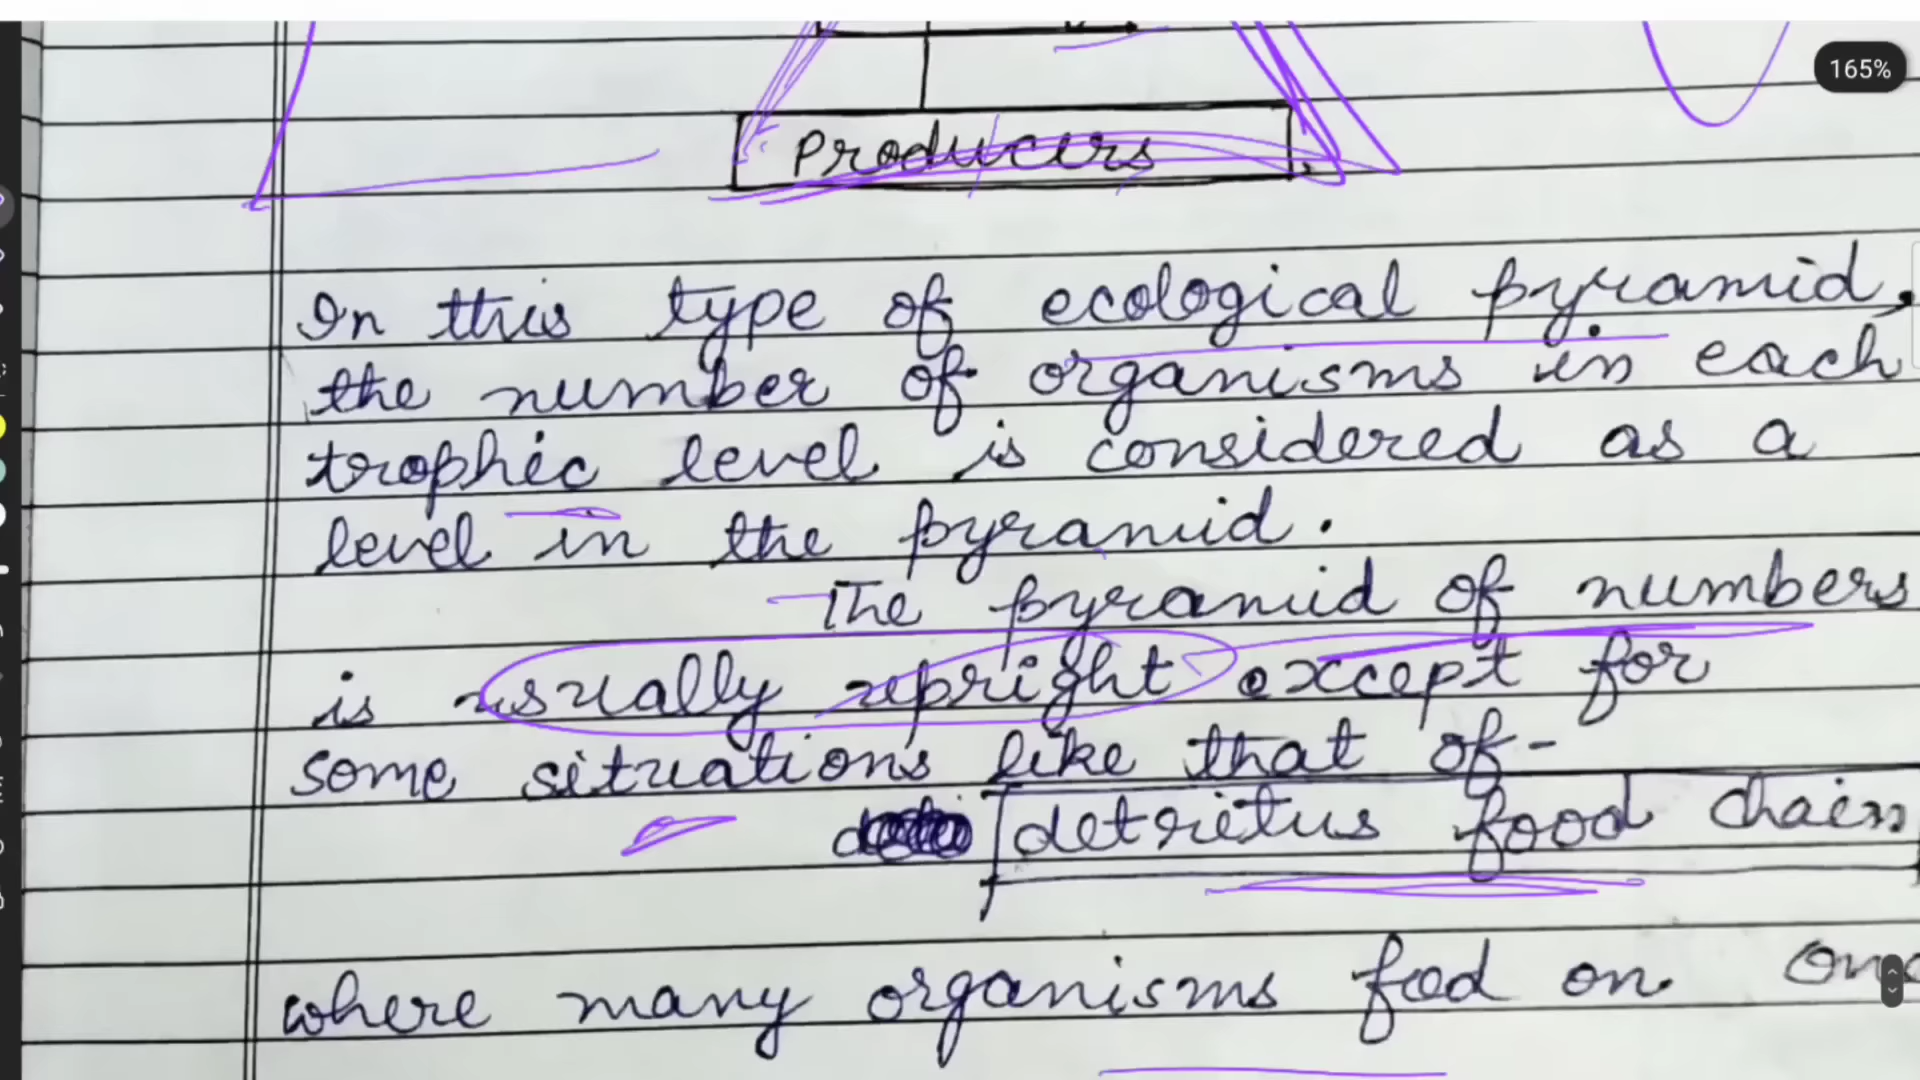 165%
Producers
In this type of ecological pyramid,
the number of organisms in each
trophic level is considered as a
level in the pyramid.
The pyramid of numbers
is usually upright except for
some situations like that of-
detrietus food chain
where many organisms feed on